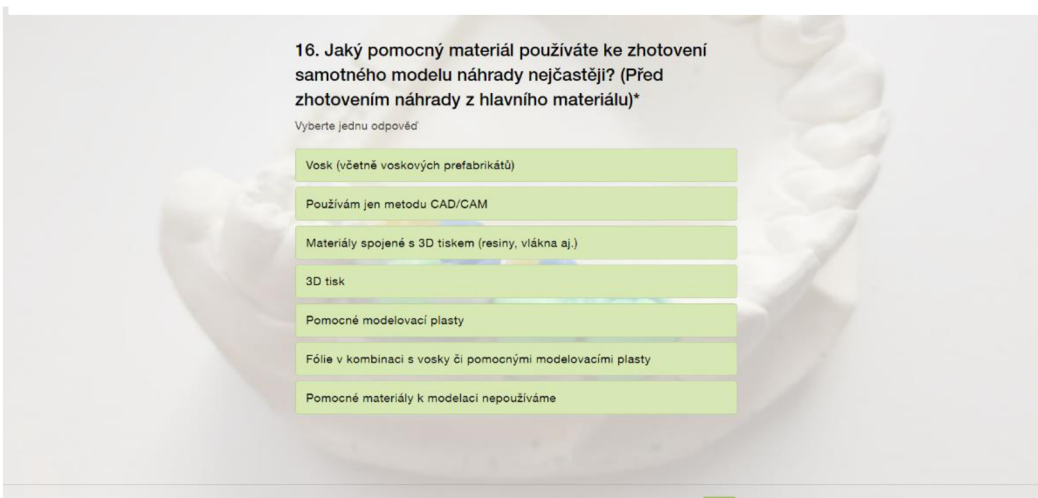 16. Jaký pomocný materiál používáte ke zhotovení
samotného modelu náhrady nejčastěji? (Před
zhotovením náhrady z hlavního materiálu)*
Vyberte jednu odpověď
Vosk (včetně voskových prefabrikátů)
Používám jen metodu CAD/CAM
Materiály spojené s 3D tiskem (resiny, vlákna aj.)
3D tisk
Pomocné modelovací plasty
Fólie v kombinaci s vosky či pomocnými modelovacími plasty
Pomocné materiály k modelaci nepoužíváme